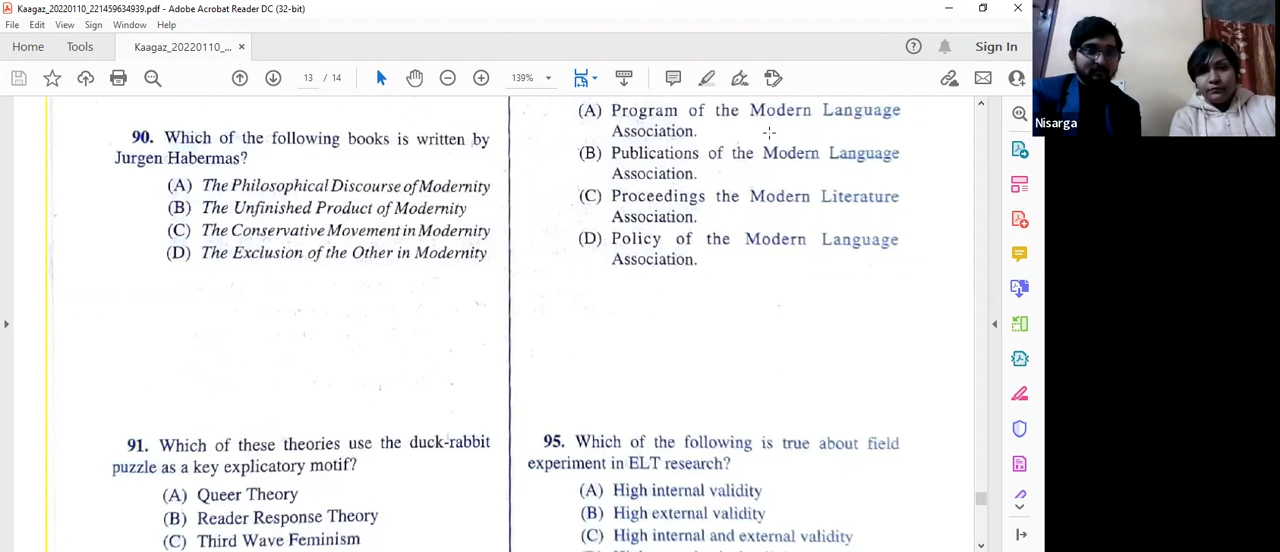 Kaagaz_20220110_221459634939.pdf - Adobe Acrobat Reader DC (32-bit)
File Edit View Sign Window Help
Home Tools Kaagaz_20220110_... × Sign In
13 / 14 139%
90. Which of the following books is written by
Jurgen Habermas?
(A) The Philosophical Discourse of Modernity
(B) The Unfinished Product of Modernity
(C) The Conservative Movement in Modernity
(D) The Exclusion of the Other in Modernity
91. Which of these theories use the duck-rabbit
puzzle as a key explicatory motif?
(A) Queer Theory
(B) Reader Response Theory
(C) Third Wave Feminism
(A) Program of the Modern Language
Association.
(B) Publications of the Modern Language
Association.
(C) Proceedings the Modern Literature
Association.
(D) Policy of the Modern Language
Association.
95. Which of the following is true about field
experiment in ELT research?
(A) High internal validity
(B) High external validity
(C) High internal and external validity
Nisarga